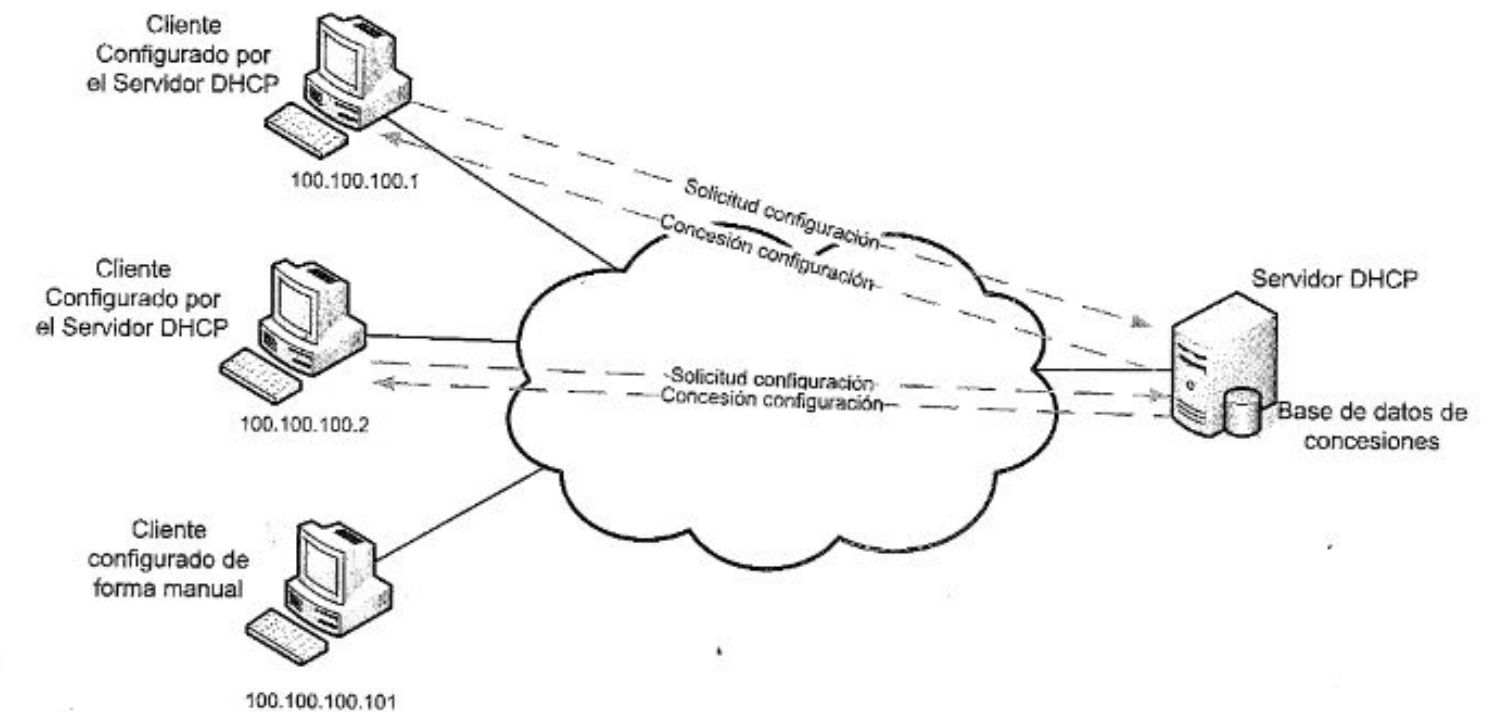 Cliente
Configurado por
el Servidor DHCP
100.100.100.1
Solicitud configuración
Concesión configuración
Cliente
Configurado por
el Servidor DHCP
100.100.100.2
Solicitud configuración
Concesión configuración
Servidor DHCP
Base de datos de
concesiones
Cliente
configurado de
forma manual
100.100.100.101